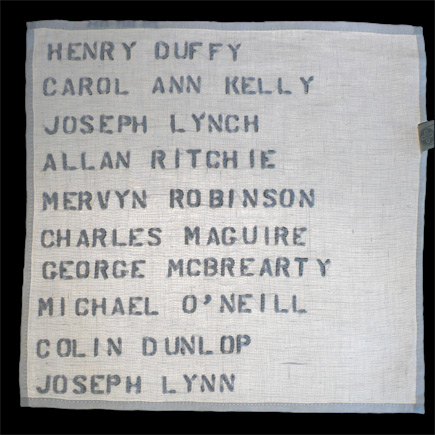 HENRY DUFFY
CAROL ANN KELLY
JOSEPH LYNCH
ALLAN RITCHIE
MERVYN ROBINSON
CHARLES MAGUIRE
GEORGE MCBREARTY
MICHAEL O'NEILL
COLIN DUNLOP
JOSEPH LYNN